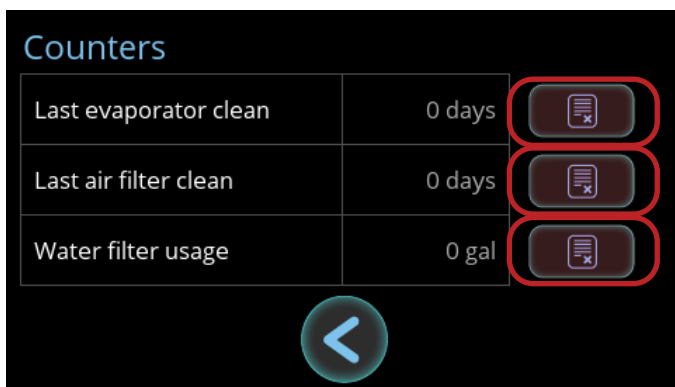 Counters
Last evaporator clean 0 days
Last air filter clean 0 days
Water filter usage 0 gal